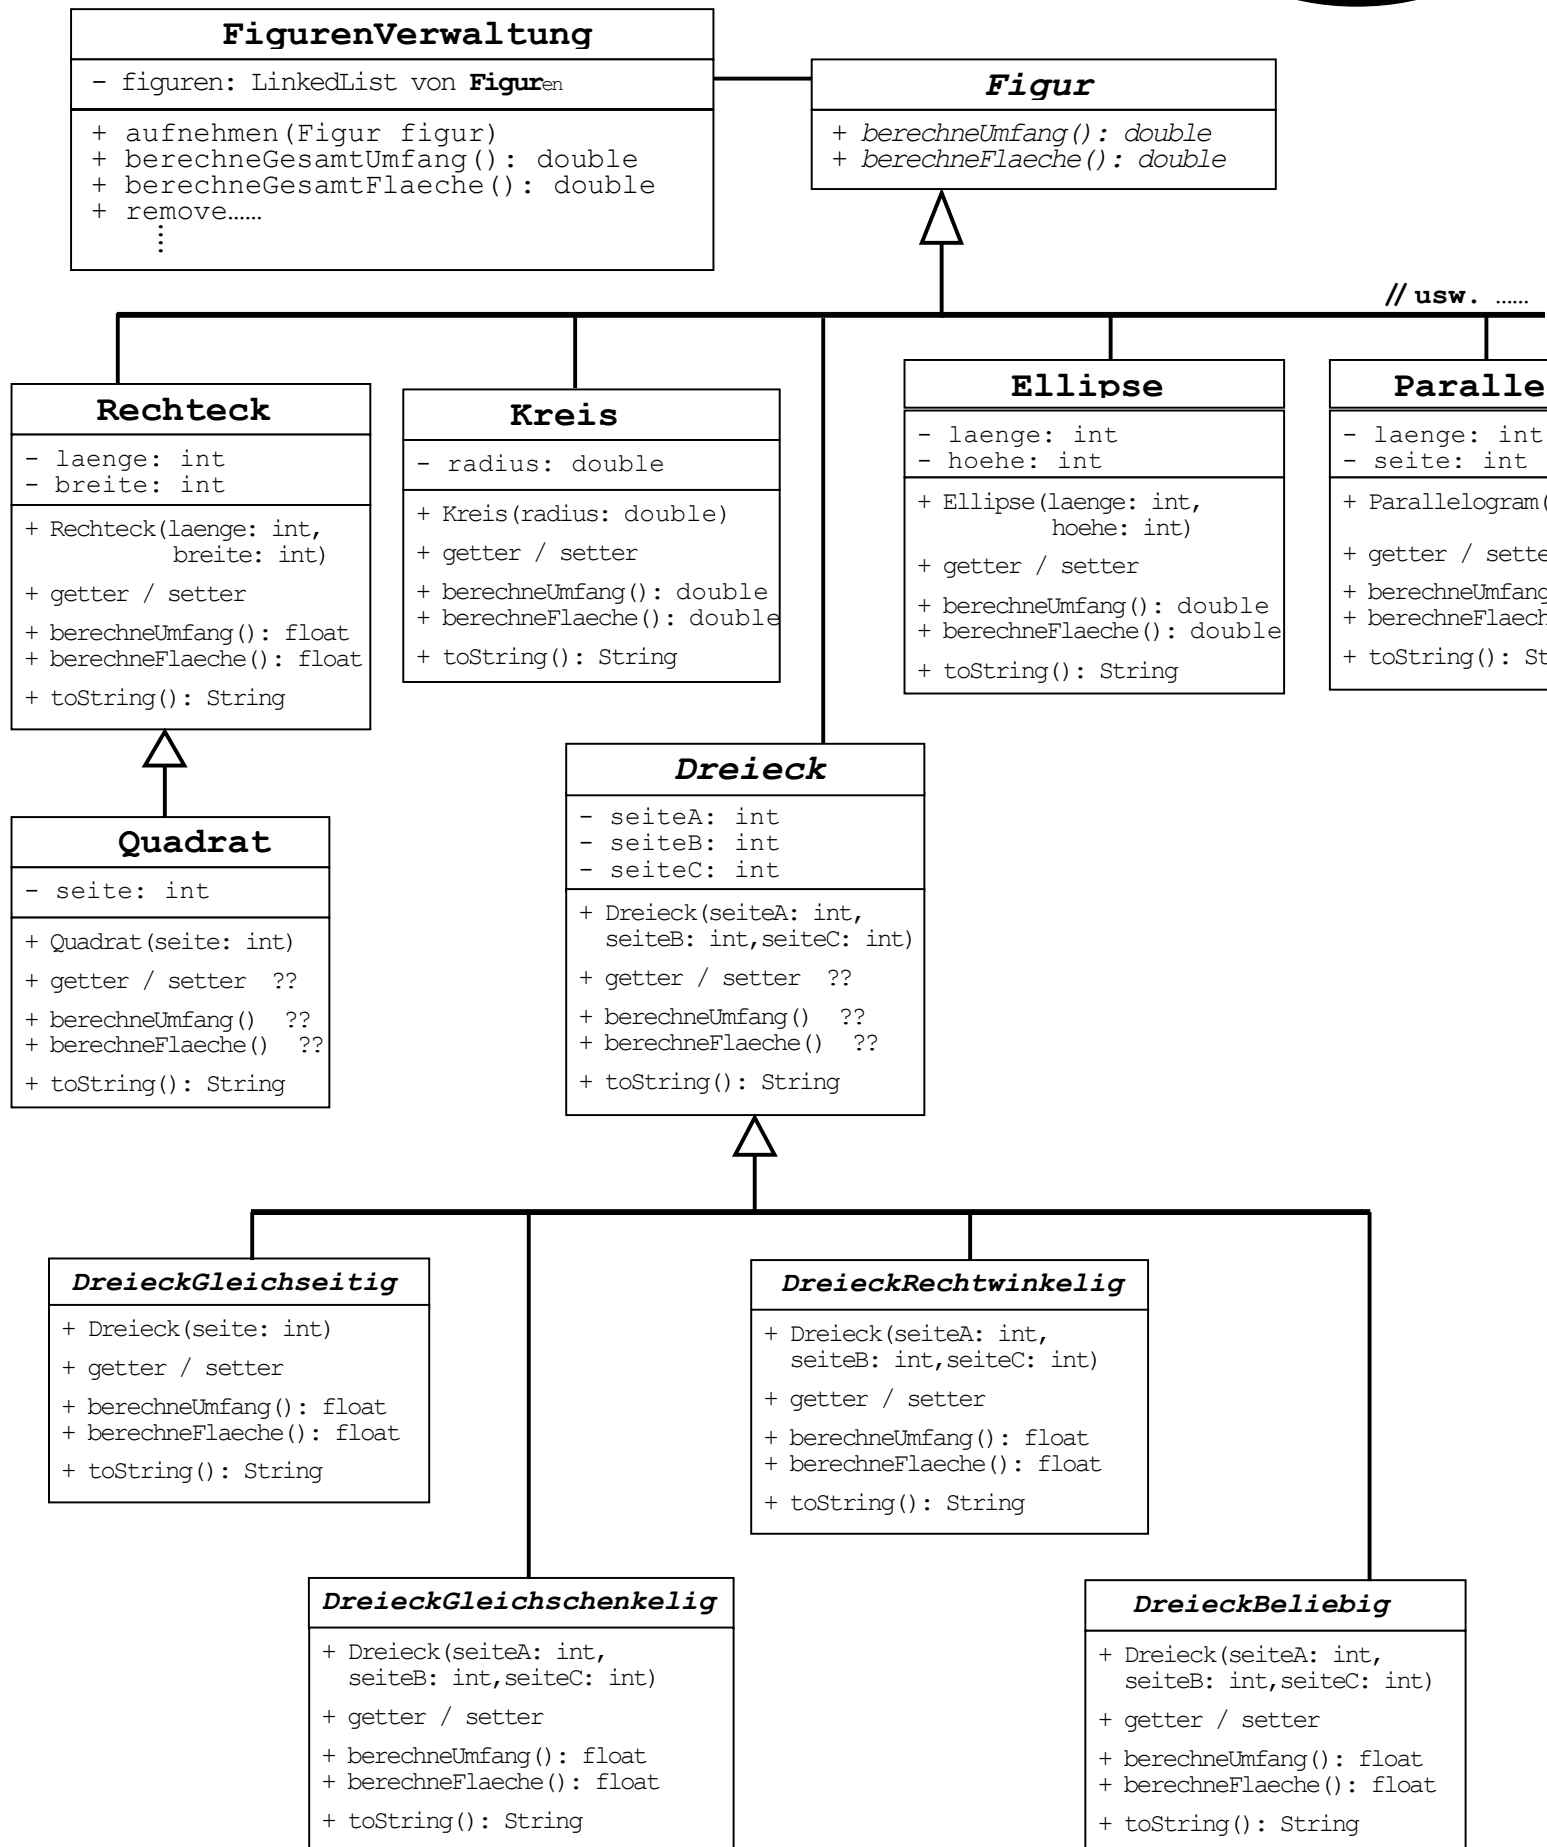 FigurenVerwaltung
- figuren: LinkedList von Figuren
+ aufnehmen(Figur figur)
+ berechneGesamtUmfang(): double
+ berechneGesamtFlaeche(): double
+ remove……
⋮
Figur
+ berechneUmfang(): double
+ berechneFlaeche(): double
// usw. ……
Rechteck
- laenge: int
- breite: int
+ Rechteck(laenge: int,
breite: int)
+ getter / setter
+ berechneUmfang(): float
+ berechneFlaeche(): float
+ toString(): String
Kreis
- radius: double
+ Kreis(radius: double)
+ getter / setter
+ berechneUmfang(): double
+ berechneFlaeche(): double
+ toString(): String
Ellipse
- laenge: int
- hoehe: int
+ Ellipse(laenge: int,
hoehe: int)
+ getter / setter
+ berechneUmfang(): double
+ berechneFlaeche(): double
+ toString(): String
Paralle
- laenge: int
- seite: int
+ Parallelogram(
+ getter / sette
+ berechneUmfang
+ berechneFlaech
+ toString(): St
Quadrat
- seite: int
+ Quadrat(seite: int)
+ getter / setter ??
+ berechneUmfang() ??
+ berechneFlaeche() ??
+ toString(): String
Dreieck
- seiteA: int
- seiteB: int
- seiteC: int
+ Dreieck(seiteA: int,
seiteB: int,seiteC: int)
+ getter / setter ??
+ berechneUmfang() ??
+ berechneFlaeche() ??
+ toString(): String
DreieckGleichseitig
+ Dreieck(seite: int)
+ getter / setter
+ berechneUmfang(): float
+ berechneFlaeche(): float
+ toString(): String
DreieckRechtwinkelig
+ Dreieck(seiteA: int,
seiteB: int,seiteC: int)
+ getter / setter
+ berechneUmfang(): float
+ berechneFlaeche(): float
+ toString(): String
DreieckGleichschenkelig
+ Dreieck(seiteA: int,
seiteB: int,seiteC: int)
+ getter / setter
+ berechneUmfang(): float
+ berechneFlaeche(): float
+ toString(): String
DreieckBeliebig
+ Dreieck(seiteA: int,
seiteB: int,seiteC: int)
+ getter / setter
+ berechneUmfang(): float
+ berechneFlaeche(): float
+ toString(): String